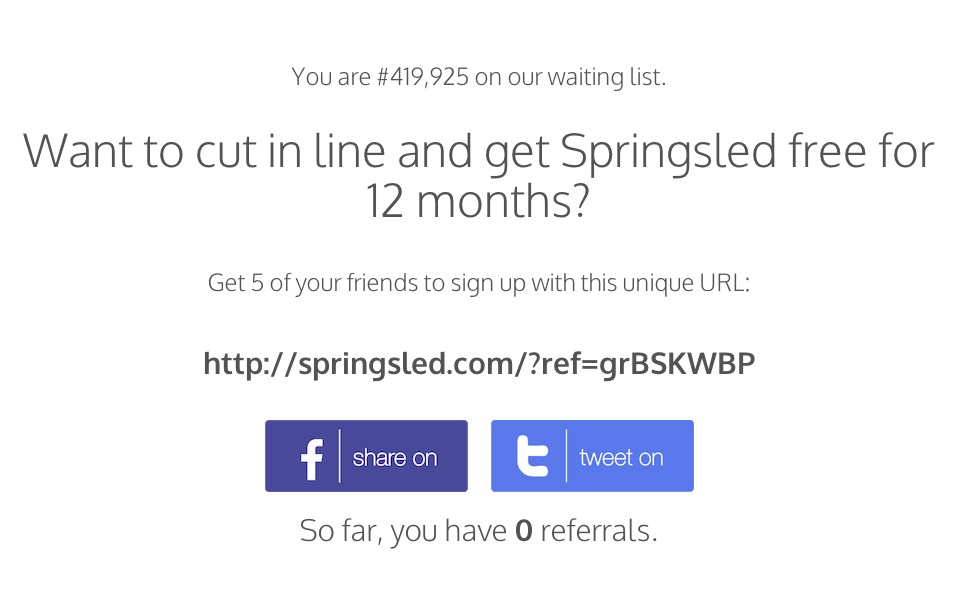 You are #419,925 on our waiting list.
Want to cut in line and get Springsled free for
12 months?
Get 5 of your friends to sign up with this unique URL:
http://springsled.com/?ref=grBSKWBP
f share on
t tweet on
So far, you have 0 referrals.